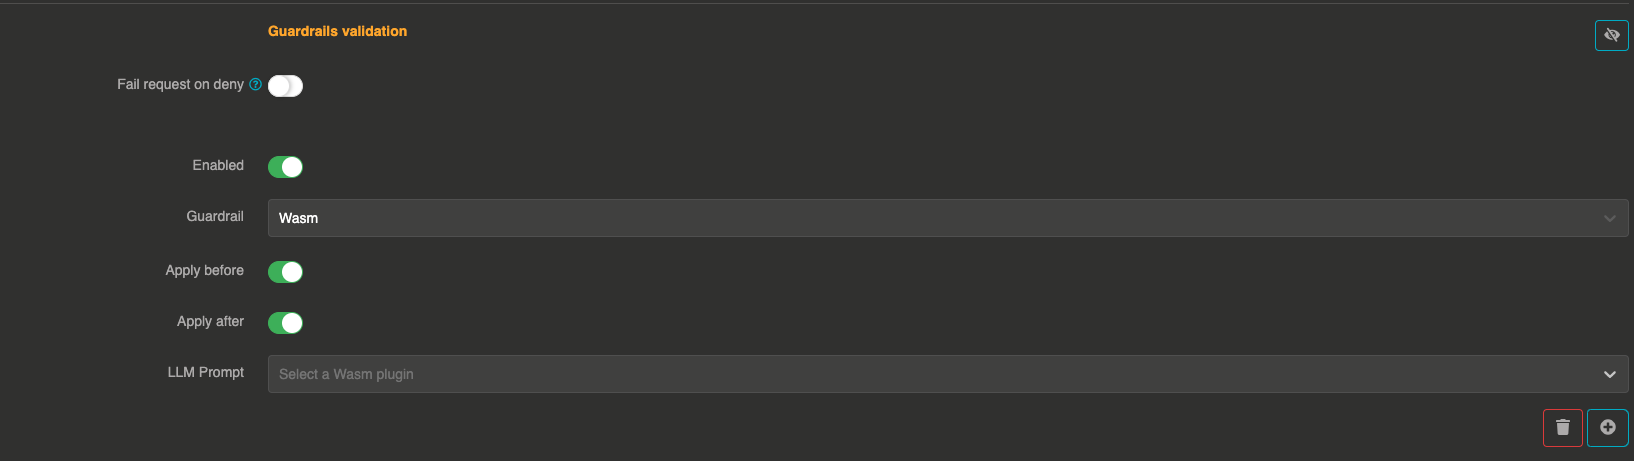 Guardrails validation
Fail request on deny ?
Enabled
Guardrail Wasm
Apply before
Apply after
LLM Prompt Select a Wasm plugin